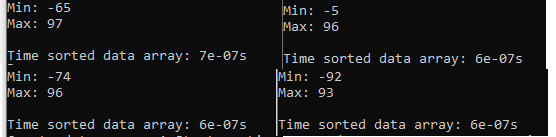 Min: -65
Max: 97
Time sorted data array: 7e-07s
Min: -5
Max: 96
Time sorted data array: 6e-07s
Min: -74
Max: 96
Time sorted data array: 6e-07s
Min: -92
Max: 93
Time sorted data array: 6e-07s